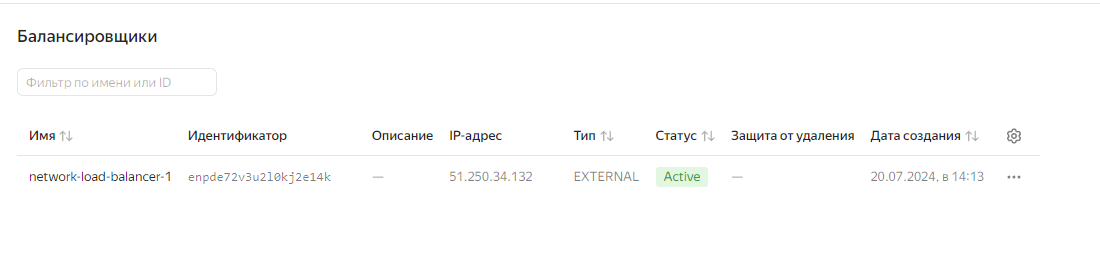 Балансировщики
Фильтр по имени или ID
Имя Идентификатор Описание IP-адрес Тип Статус Защита от удаления Дата создания
network-load-balancer-1 enpde72v3u2l0kj2e14k — 51.250.34.132 EXTERNAL Active — 20.07.2024, в 14:13